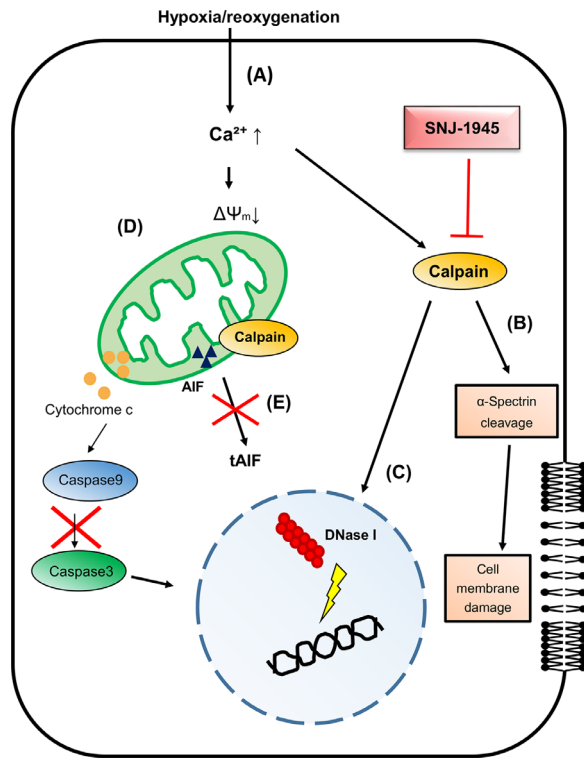 Hypoxia/reoxygenation
(A)
Ca²⁺ ↑
SNJ-1945
ΔΨₘ↓
(D)
Calpain
(B)
Calpain
AIF
(E)
Cytochrome c
tAIF
α-Spectrin
cleavage
(C)
Caspase9
DNase I
Caspase3
Cell
membrane
damage